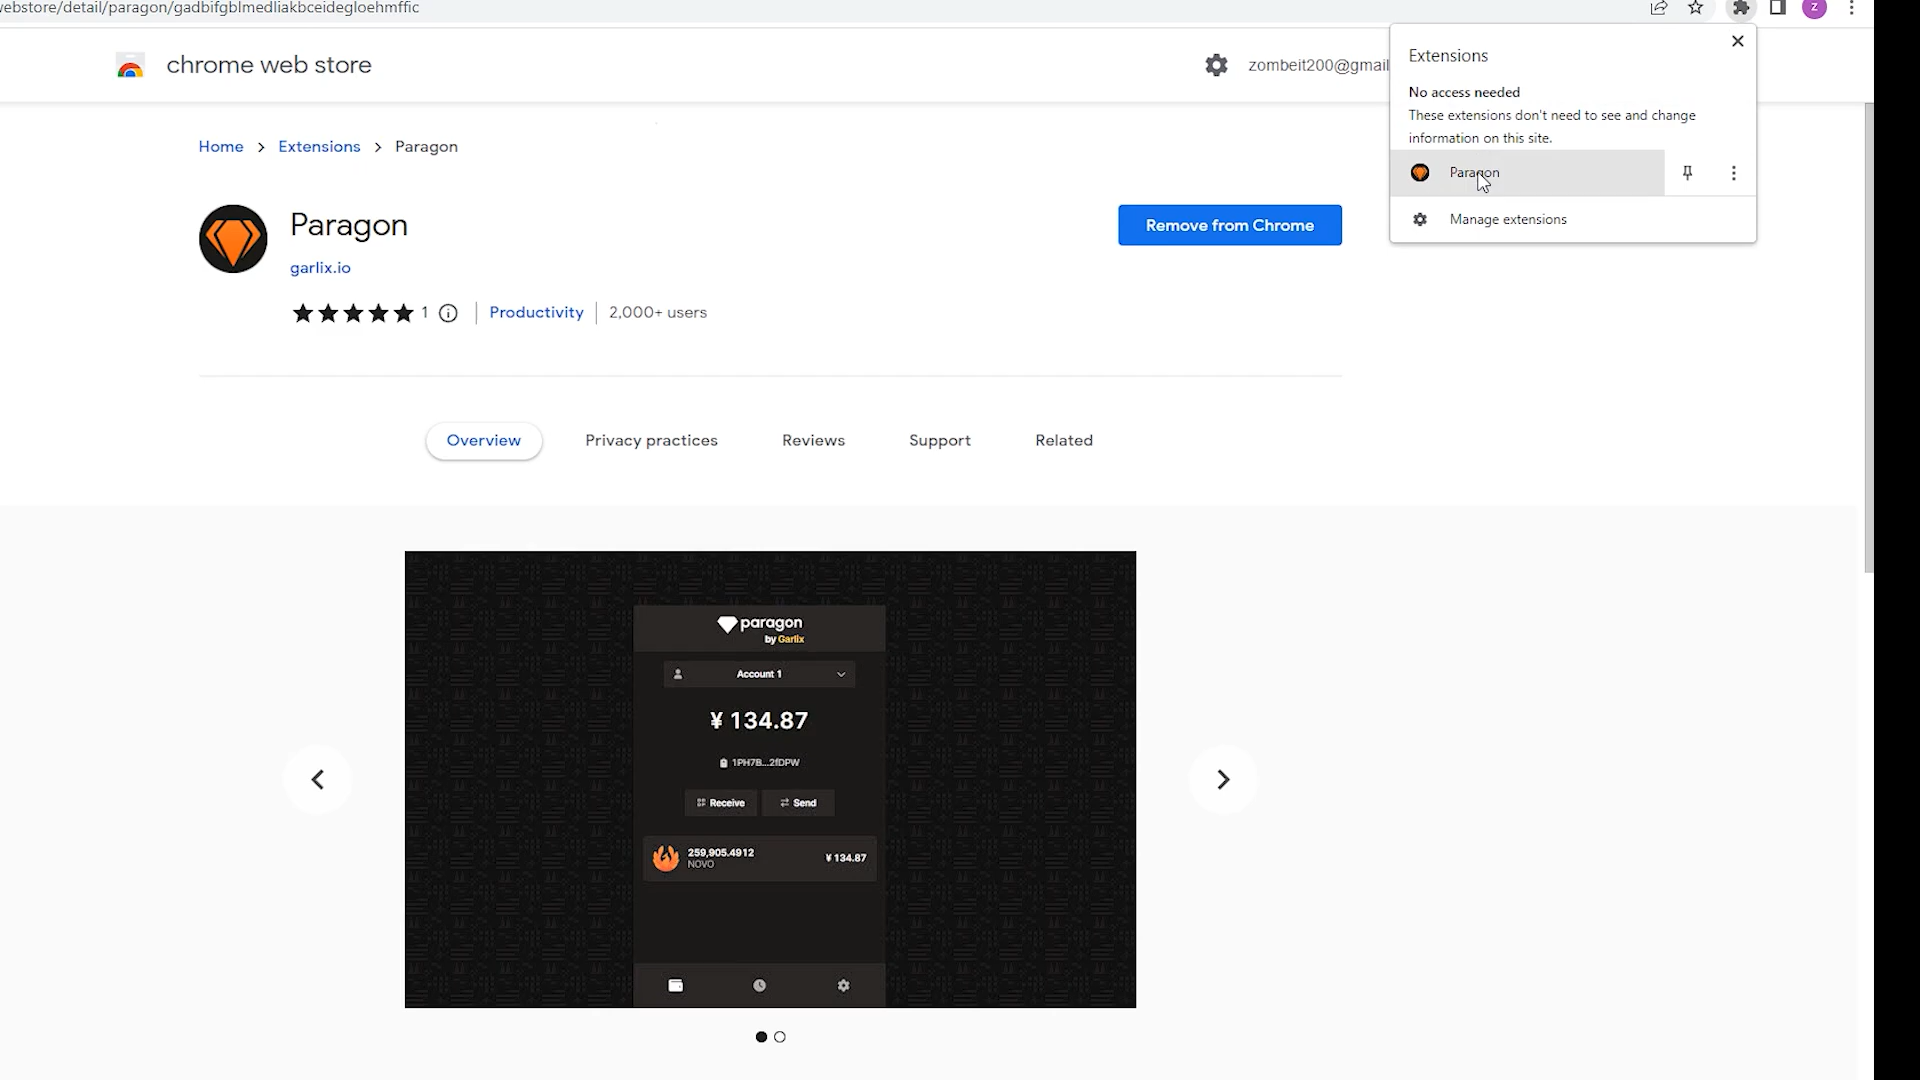 vebstore/detail/paragon/gadbifgblmedliakbceidegloehmffic
z
chrome web store
zombeit200@gmail
Extensions
No access needed
These extensions don't need to see and change
information on this site.
Paragon
Manage extensions
Home > Extensions > Paragon
Paragon
Remove from Chrome
garlix.io
1
Productivity
2,000+ users
Overview
Privacy practices
Reviews
Support
Related
paragon
by Garlix
Account 1
¥ 134.87
1PH7B...2fDPW
Receive
Send
259,905.4912
NOVO
¥ 134.87